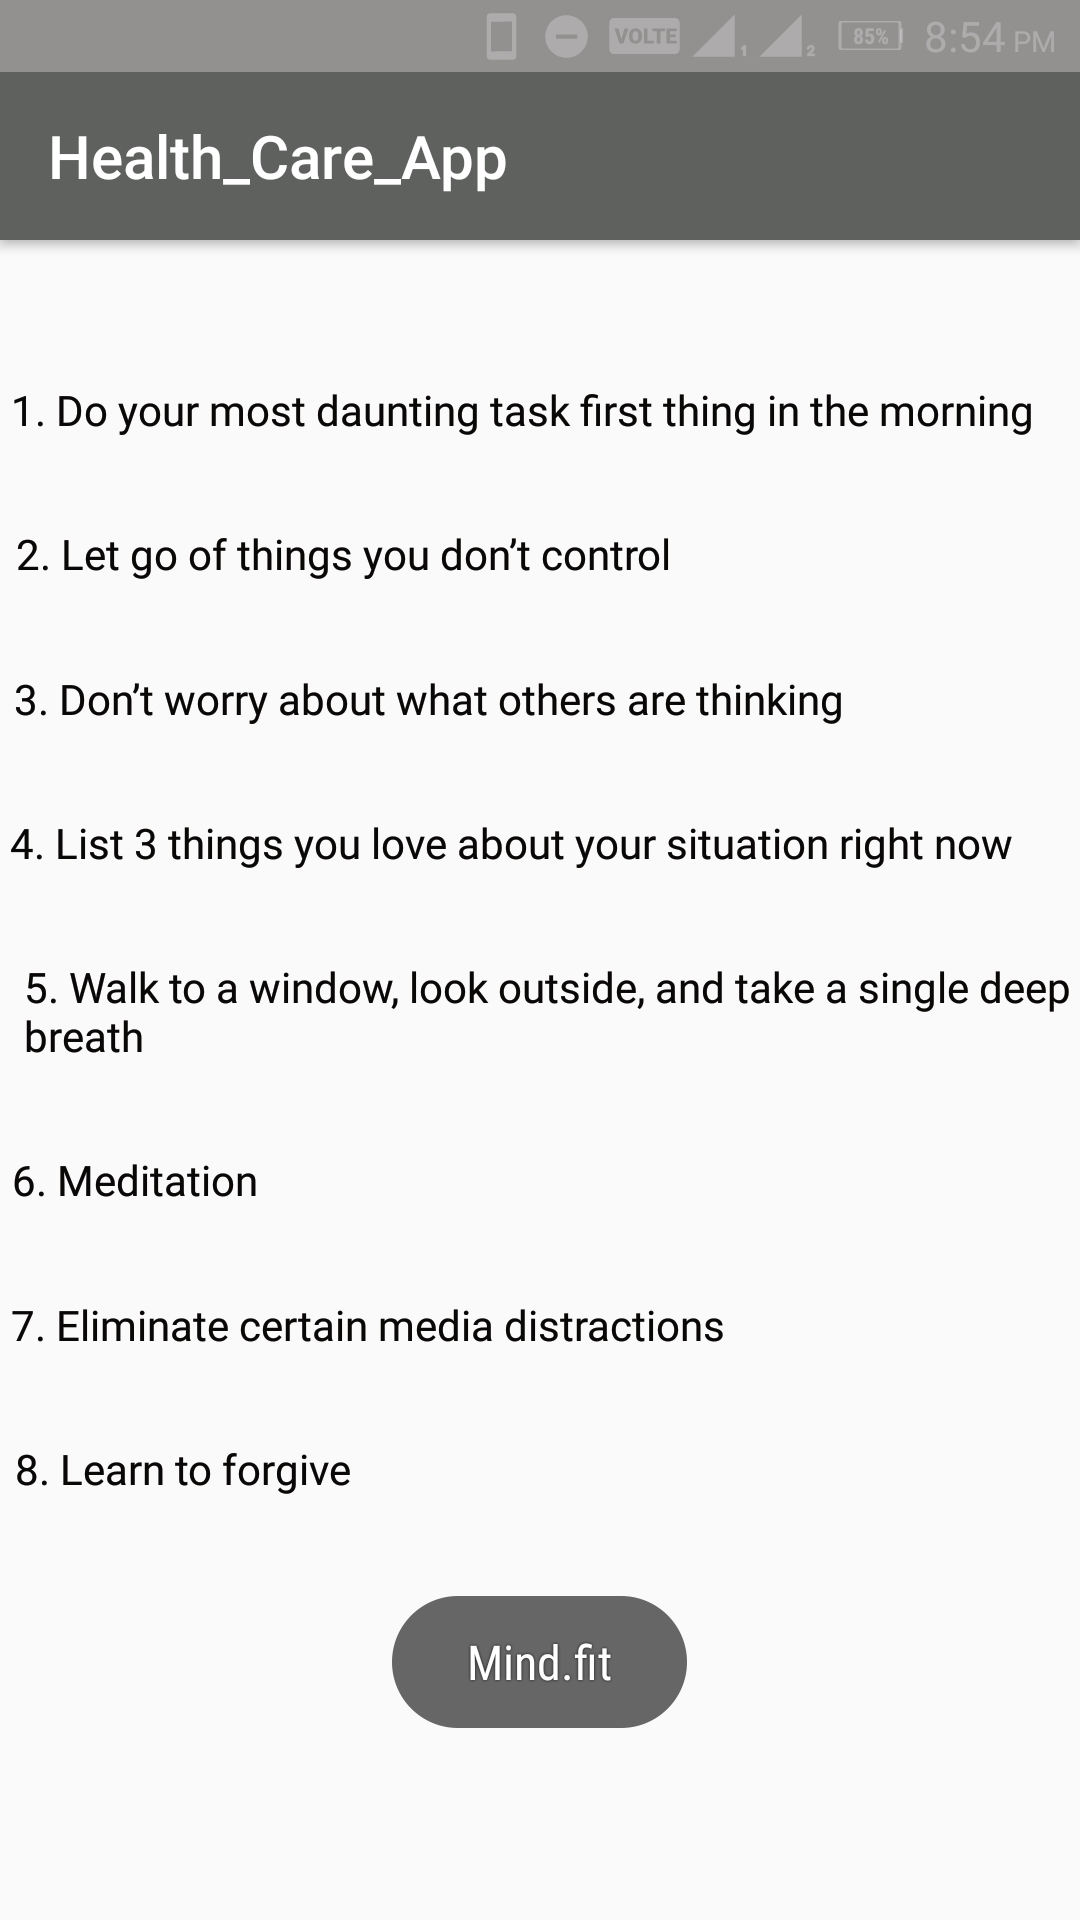 VOLTE 1 2 85% 8:54 PM
Health_Care_App
1. Do your most daunting task first thing in the morning
2. Let go of things you don’t control
3. Don’t worry about what others are thinking
4. List 3 things you love about your situation right now
5. Walk to a window, look outside, and take a single deep
breath
6. Meditation
7. Eliminate certain media distractions
8. Learn to forgive
Mind.fit